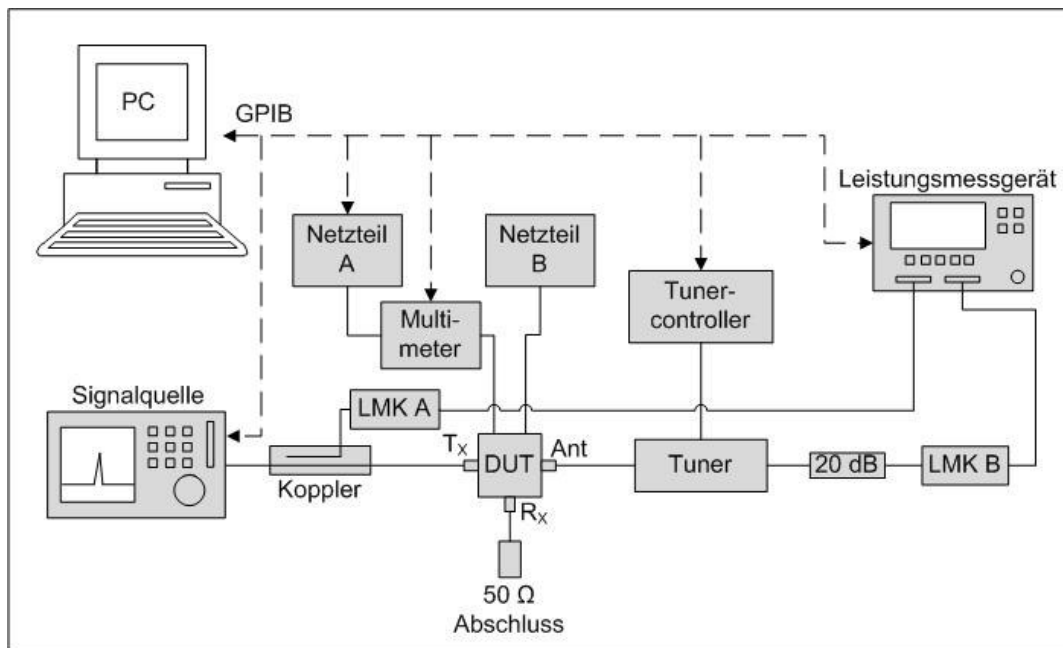 PC
GPIB
Leistungsmessgerät
Netzteil
A
Netzteil
B
Multi-
meter
Tuner-
controller
Signalquelle
LMK A
Koppler
TX
DUT
Ant
RX
Tuner
20 dB
LMK B
50 Ω
Abschluss